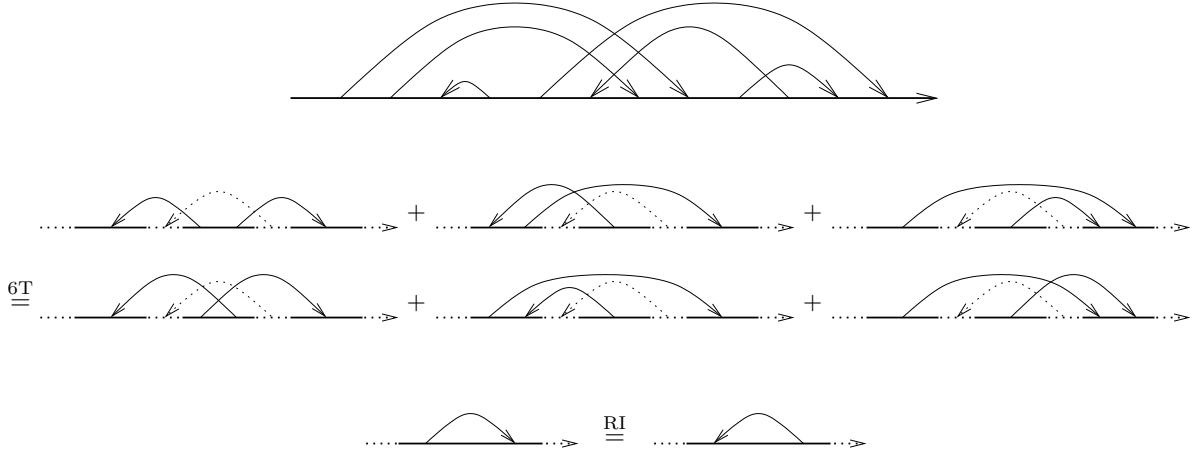 + +
6T
= + +
RI
=